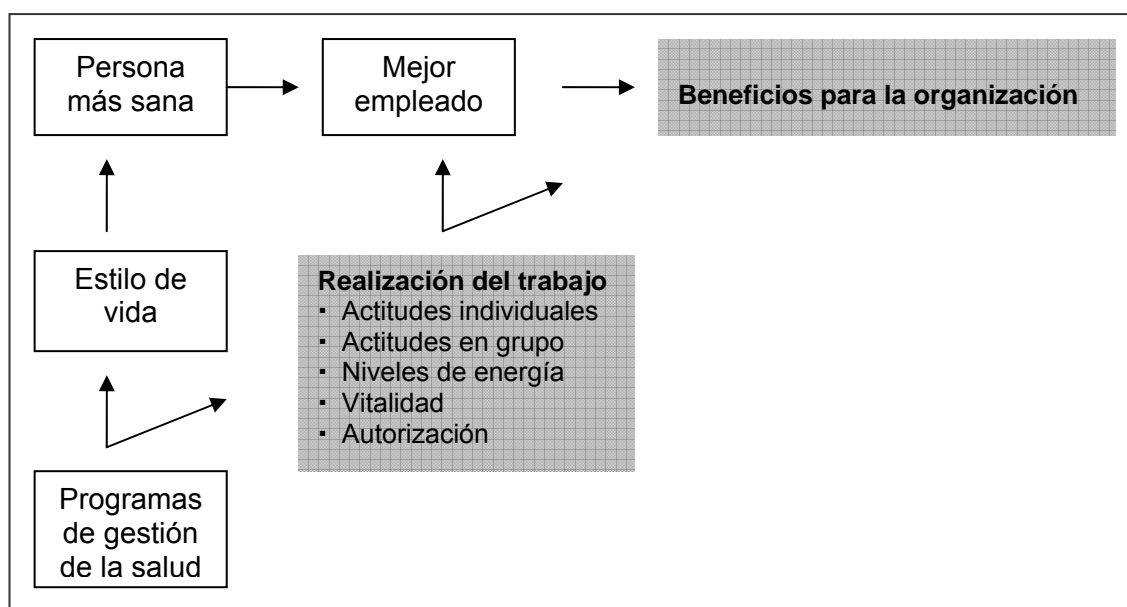 Persona
más sana
Mejor
empleado
Beneficios para la organización
Estilo de
vida
Realización del trabajo
▪ Actitudes individuales
▪ Actitudes en grupo
▪ Niveles de energía
▪ Vitalidad
▪ Autorización
Programas
de gestión
de la salud